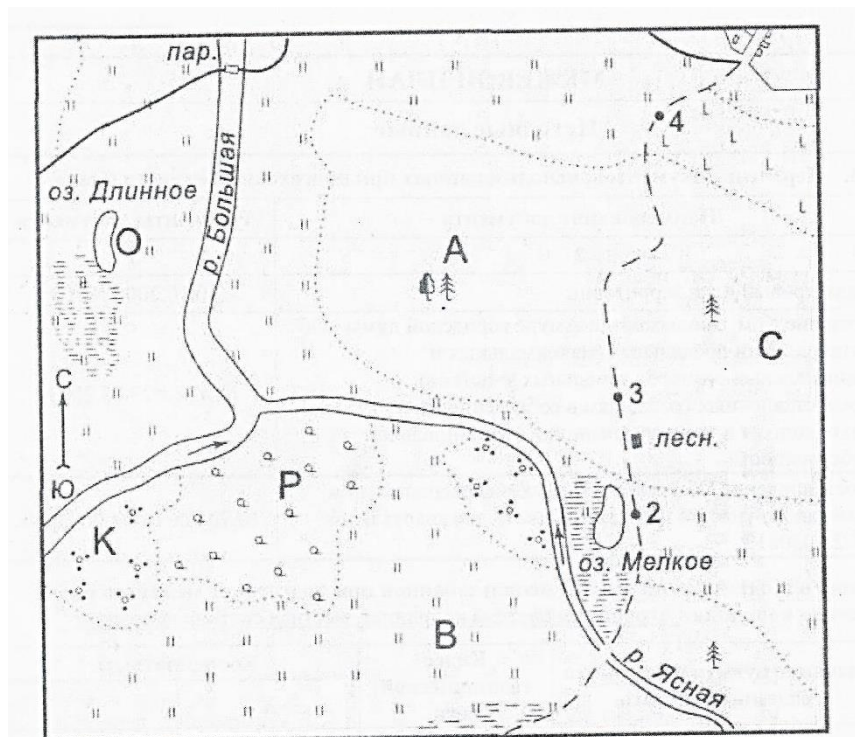 пар.
4
оз. Длинное
р. Большая
О
А
С
С
3
лесн.
Ю
Р
2
К
оз. Мелкое
В
р. Ясная